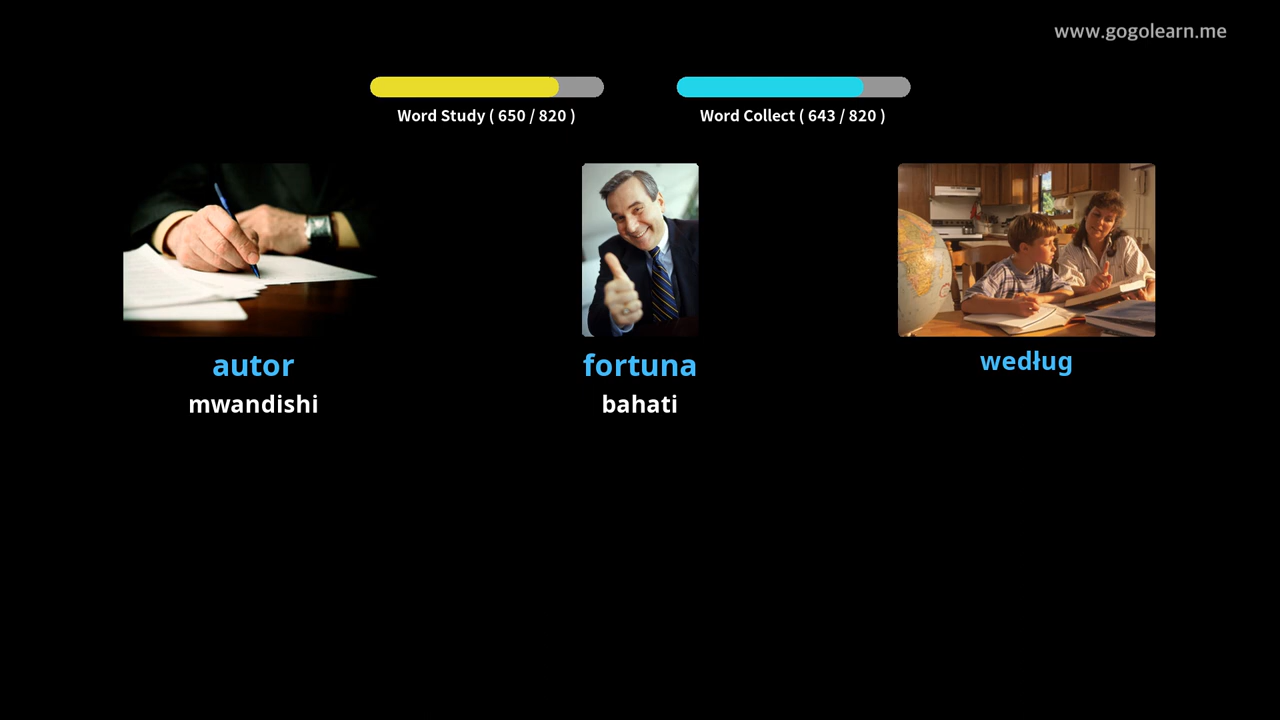 www.gogolearn.me
Word Study ( 650 / 820 )
Word Collect ( 643 / 820 )
autor
mwandishi
fortuna
bahati
według